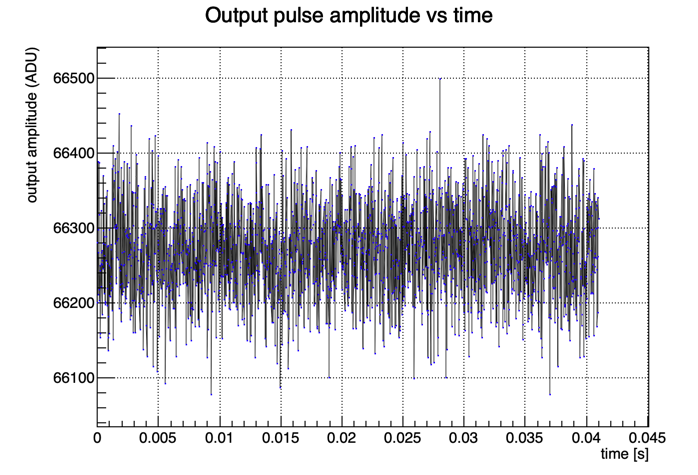 Output pulse amplitude vs time
output amplitude (ADU)
66500
66400
66300
66200
66100
0 0.005 0.01 0.015 0.02 0.025 0.03 0.035 0.04 0.045
time [s]